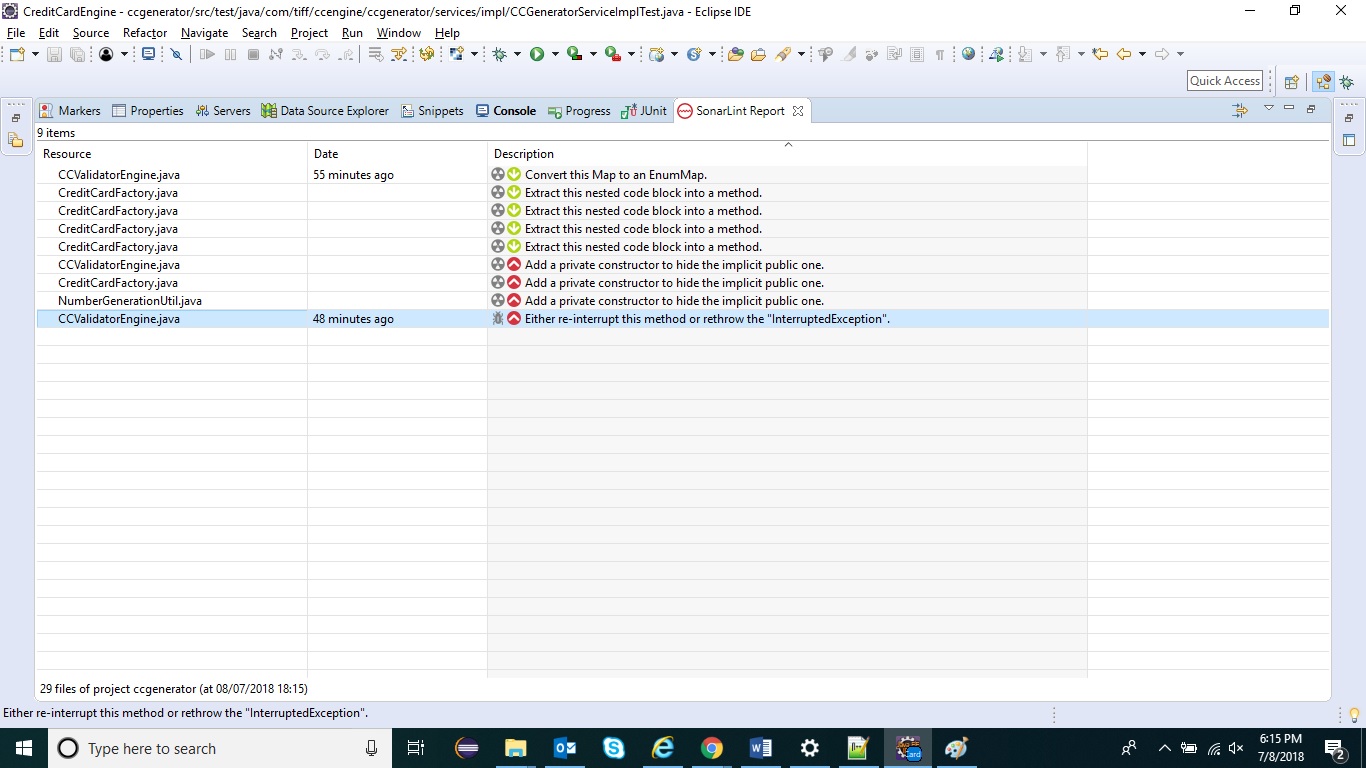 CreditCardEngine - ccgenerator/src/test/java/com/tiff/ccengine/ccgenerator/services/impl/CCGeneratorServiceImplTest.java - Eclipse IDE
File Edit Source Refactor Navigate Search Project Run Window Help
Quick Access
Markers Properties Servers Data Source Explorer Snippets Console Progress JUnit SonarLint Report
9 items
Resource Date Description
CCValidatorEngine.java 55 minutes ago Convert this Map to an EnumMap.
CreditCardFactory.java Extract this nested code block into a method.
CreditCardFactory.java Extract this nested code block into a method.
CreditCardFactory.java Extract this nested code block into a method.
CreditCardFactory.java Extract this nested code block into a method.
CCValidatorEngine.java Add a private constructor to hide the implicit public one.
CreditCardFactory.java Add a private constructor to hide the implicit public one.
NumberGenerationUtil.java Add a private constructor to hide the implicit public one.
CCValidatorEngine.java 48 minutes ago Either re-interrupt this method or rethrow the "InterruptedException".
29 files of project ccgenerator (at 08/07/2018 18:15)
Either re-interrupt this method or rethrow the "InterruptedException".
Type here to search
6:15 PM
7/8/2018
2